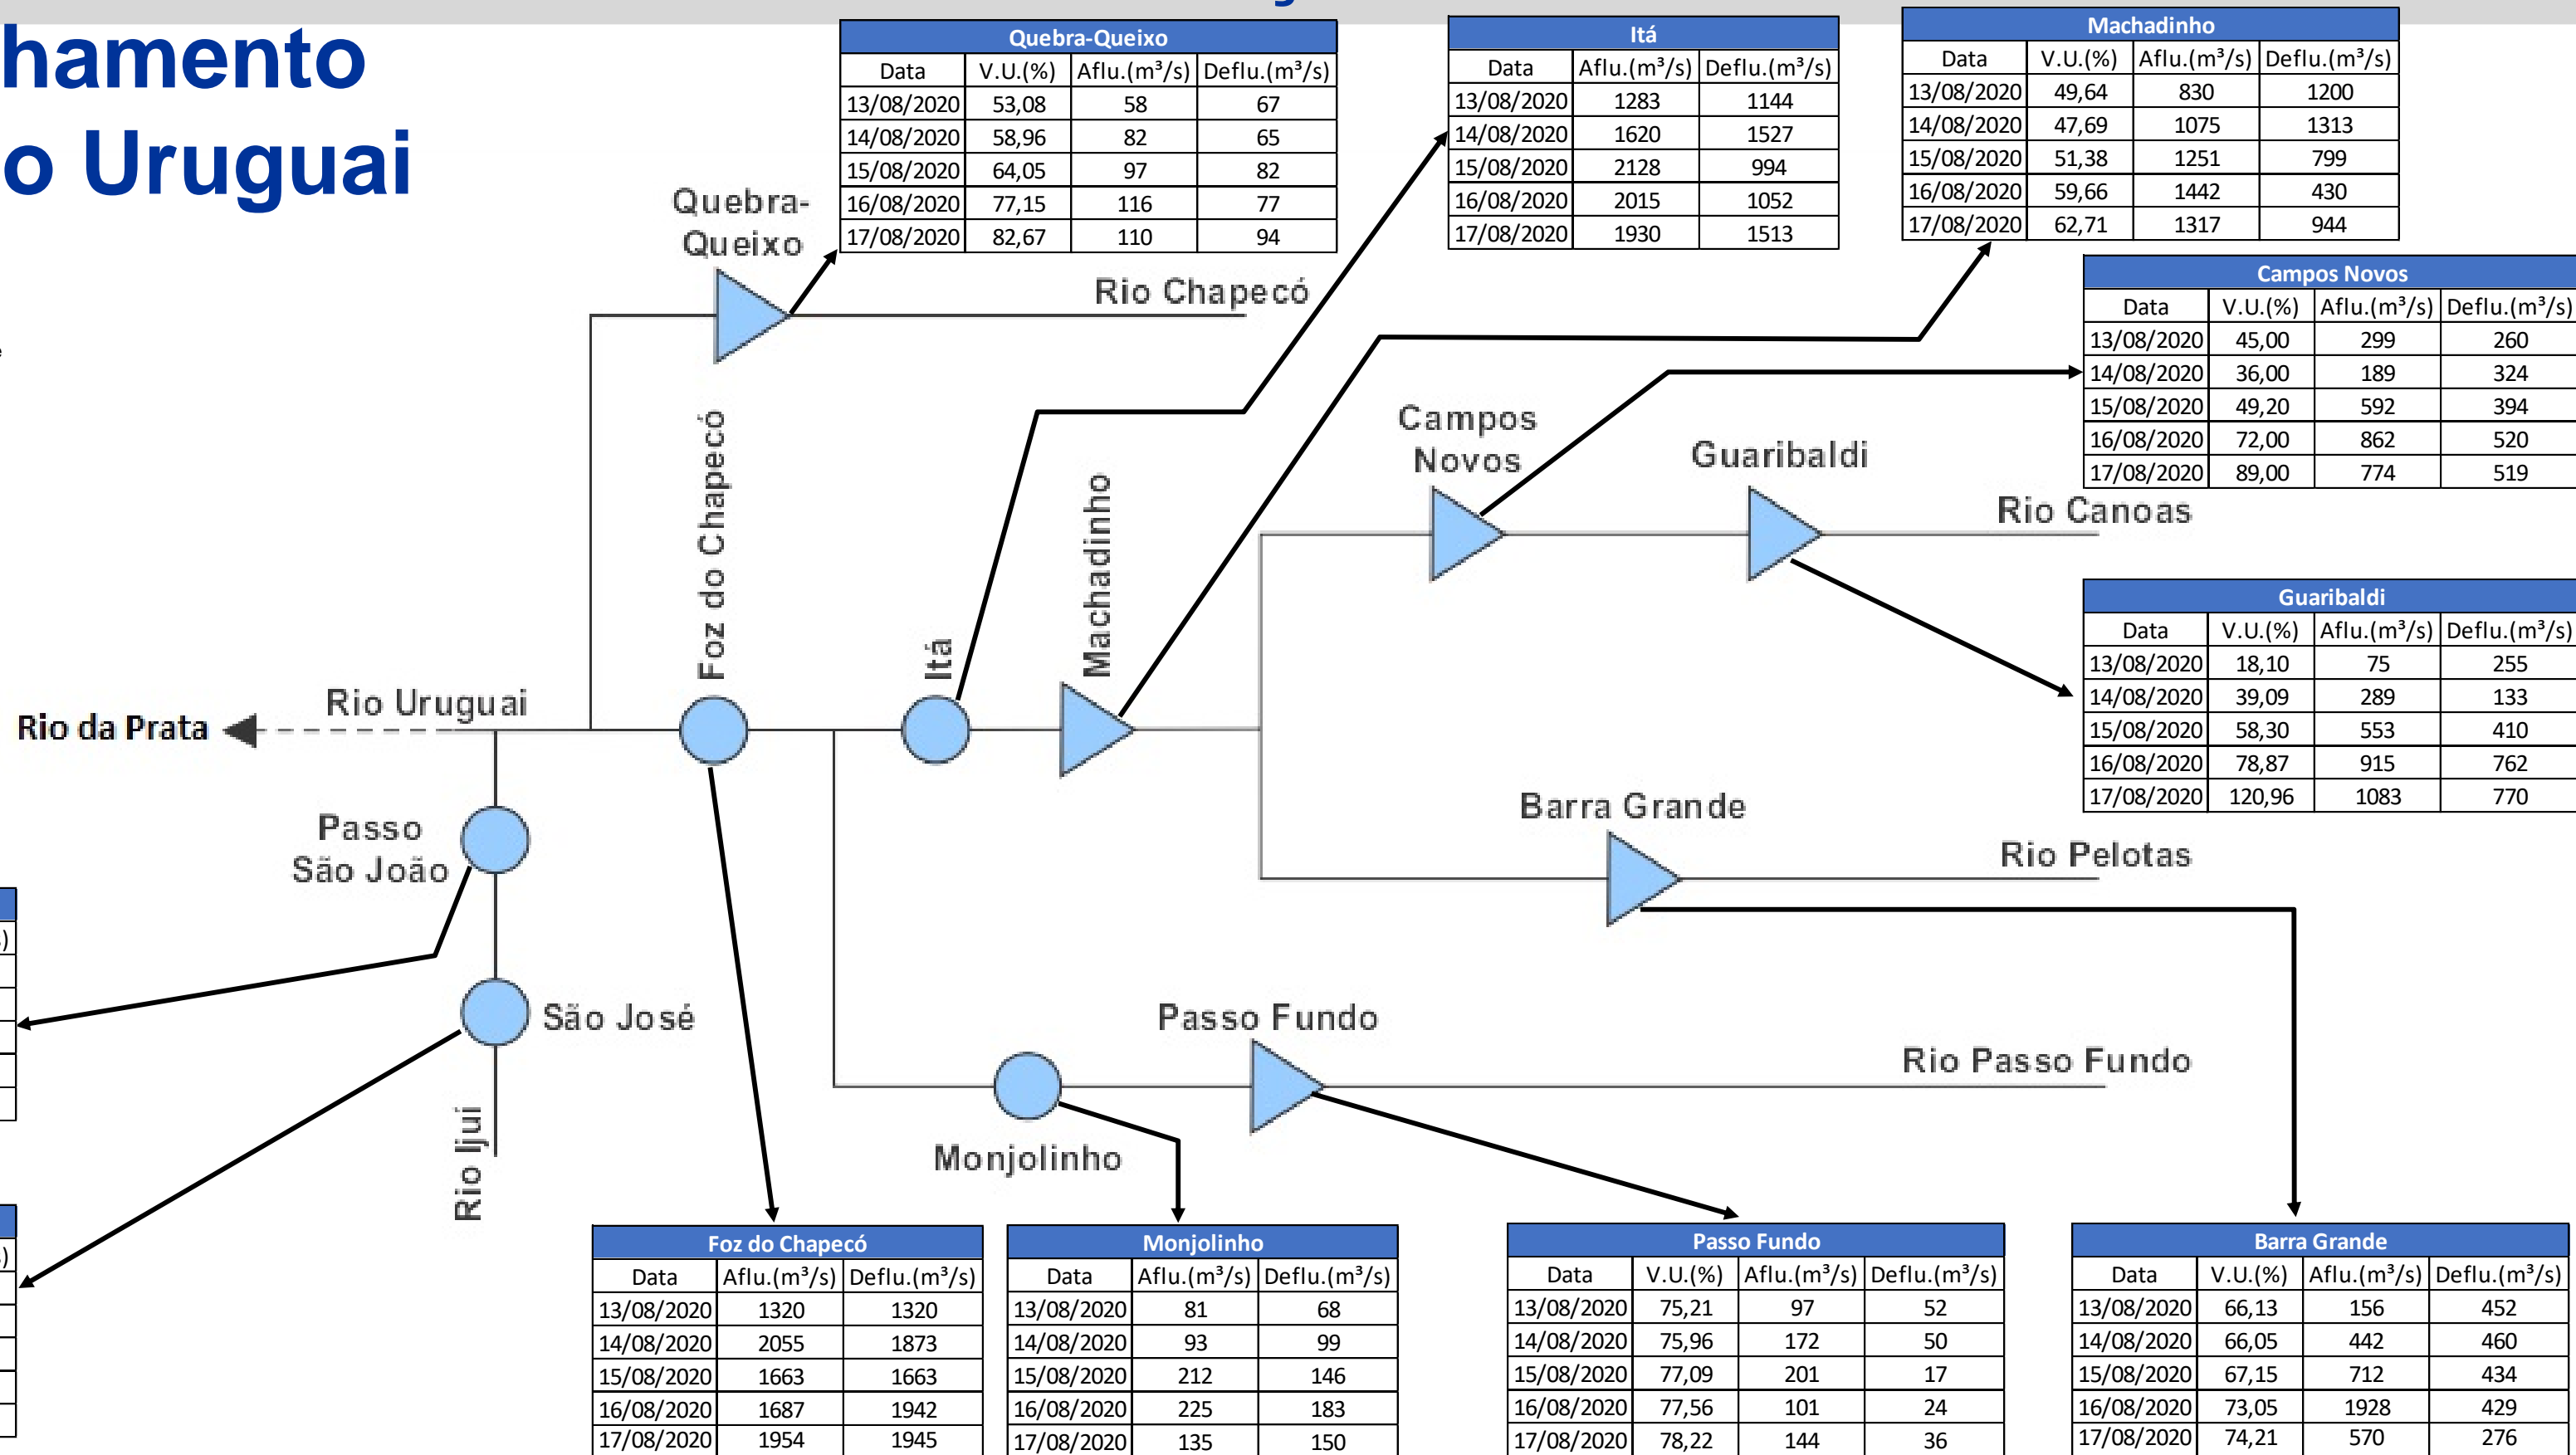 hamento
o Uruguai
Quebra-Queixo
Data V.U.(%) Aflu.(m³/s) Deflu.(m³/s)
13/08/2020 53,08 58 67
14/08/2020 58,96 82 65
15/08/2020 64,05 97 82
16/08/2020 77,15 116 77
17/08/2020 82,67 110 94
Itá
Data Aflu.(m³/s) Deflu.(m³/s)
13/08/2020 1283 1144
14/08/2020 1620 1527
15/08/2020 2128 994
16/08/2020 2015 1052
17/08/2020 1930 1513
Machadinho
Data V.U.(%) Aflu.(m³/s) Deflu.(m³/s)
13/08/2020 49,64 830 1200
14/08/2020 47,69 1075 1313
15/08/2020 51,38 1251 799
16/08/2020 59,66 1442 430
17/08/2020 62,71 1317 944
Campos Novos
Data V.U.(%) Aflu.(m³/s) Deflu.(m³/s)
13/08/2020 45,00 299 260
14/08/2020 36,00 189 324
15/08/2020 49,20 592 394
16/08/2020 72,00 862 520
17/08/2020 89,00 774 519
Quebra-
Queixo
Rio Chapecó
Foz do Chapecó
Itá
Machadinho
Campos
Novos
Guaribaldi
Rio Canoas
Guaribaldi
Data V.U.(%) Aflu.(m³/s) Deflu.(m³/s)
13/08/2020 18,10 75 255
14/08/2020 39,09 289 133
15/08/2020 58,30 553 410
16/08/2020 78,87 915 762
17/08/2020 120,96 1083 770
Rio da Prata
Rio Uruguai
Passo
São João
Barra Grande
Rio Pelotas
São José
Rio Ijui
Passo Fundo
Rio Passo Fundo
Monjolinho
Foz do Chapecó
Data Aflu.(m³/s) Deflu.(m³/s)
13/08/2020 1320 1320
14/08/2020 2055 1873
15/08/2020 1663 1663
16/08/2020 1687 1942
17/08/2020 1954 1945
Monjolinho
Data Aflu.(m³/s) Deflu.(m³/s)
13/08/2020 81 68
14/08/2020 93 99
15/08/2020 212 146
16/08/2020 225 183
17/08/2020 135 150
Passo Fundo
Data V.U.(%) Aflu.(m³/s) Deflu.(m³/s)
13/08/2020 75,21 97 52
14/08/2020 75,96 172 50
15/08/2020 77,09 201 17
16/08/2020 77,56 101 24
17/08/2020 78,22 144 36
Barra Grande
Data V.U.(%) Aflu.(m³/s) Deflu.(m³/s)
13/08/2020 66,13 156 452
14/08/2020 66,05 442 460
15/08/2020 67,15 712 434
16/08/2020 73,05 1928 429
17/08/2020 74,21 570 276